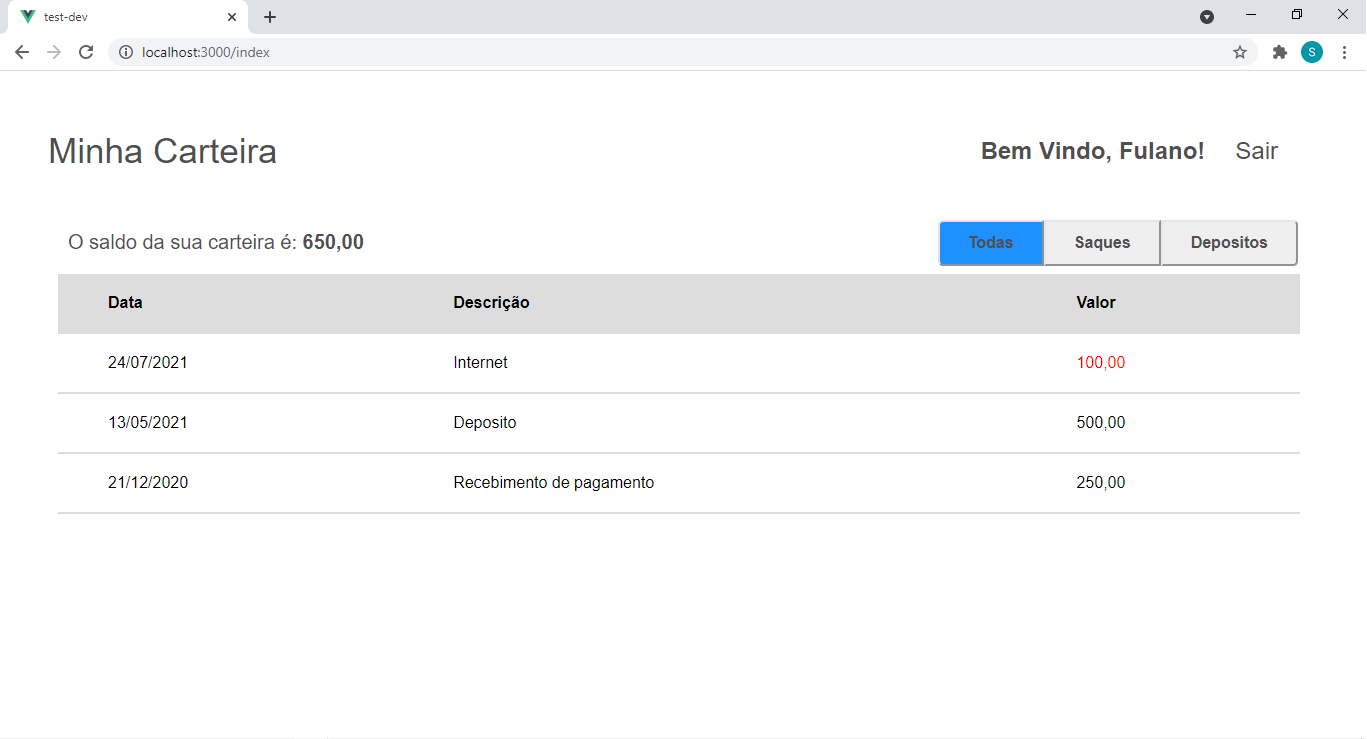 test-dev
localhost:3000/index
S
Minha Carteira
Bem Vindo, Fulano! Sair
O saldo da sua carteira é: 650,00
Todas Saques Depositos
Data Descrição Valor
24/07/2021 Internet 100,00
13/05/2021 Deposito 500,00
21/12/2020 Recebimento de pagamento 250,00